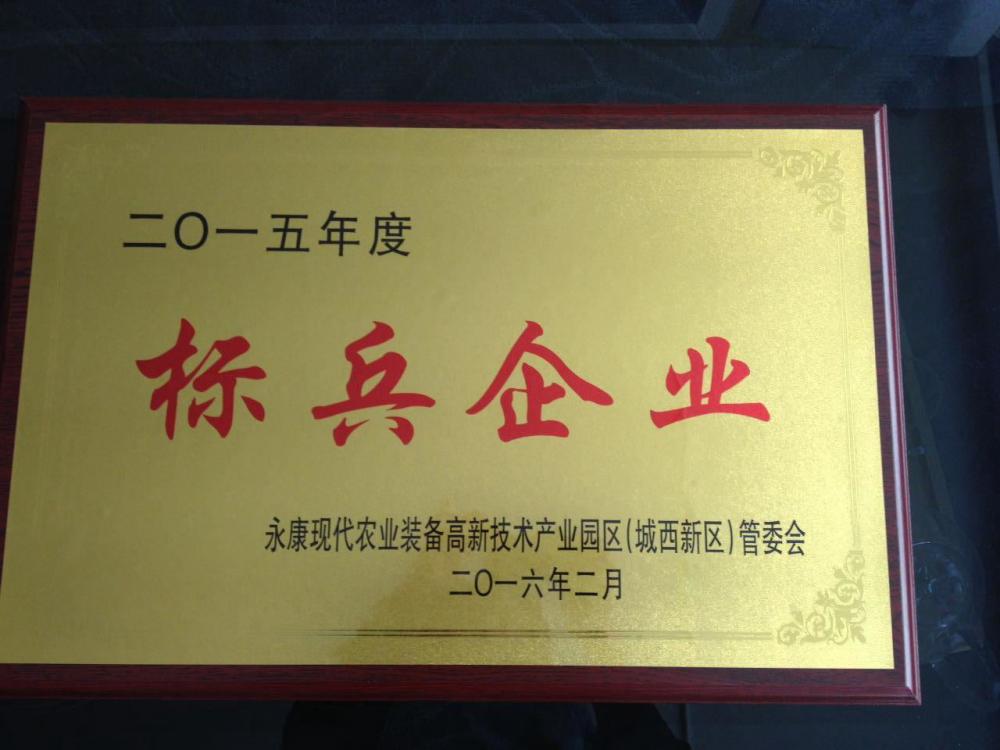 二〇一五年度
标兵企业
永康现代农业装备高新技术产业园区(城西新区)管委会
二〇一六年二月